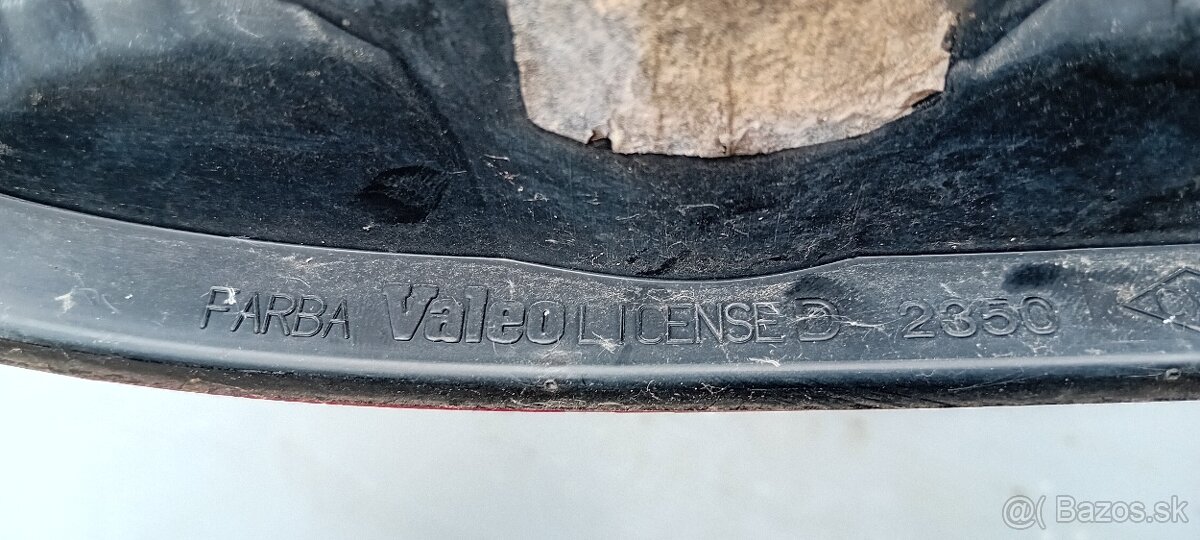 FARBA Valeo LICENSE D 2350
@( Bazos.sk